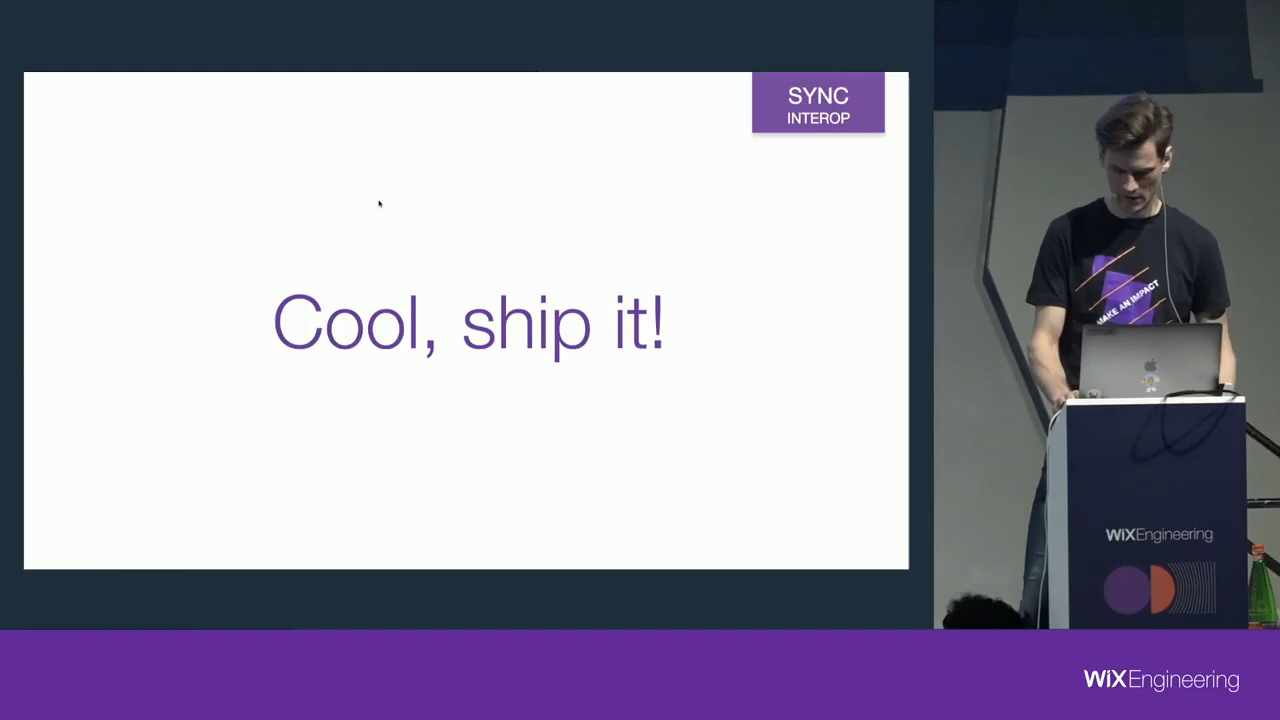 SYNC
INTEROP
Cool, ship it!
MAKE AN IMPACT
WiXEngineering
WiXEngineering